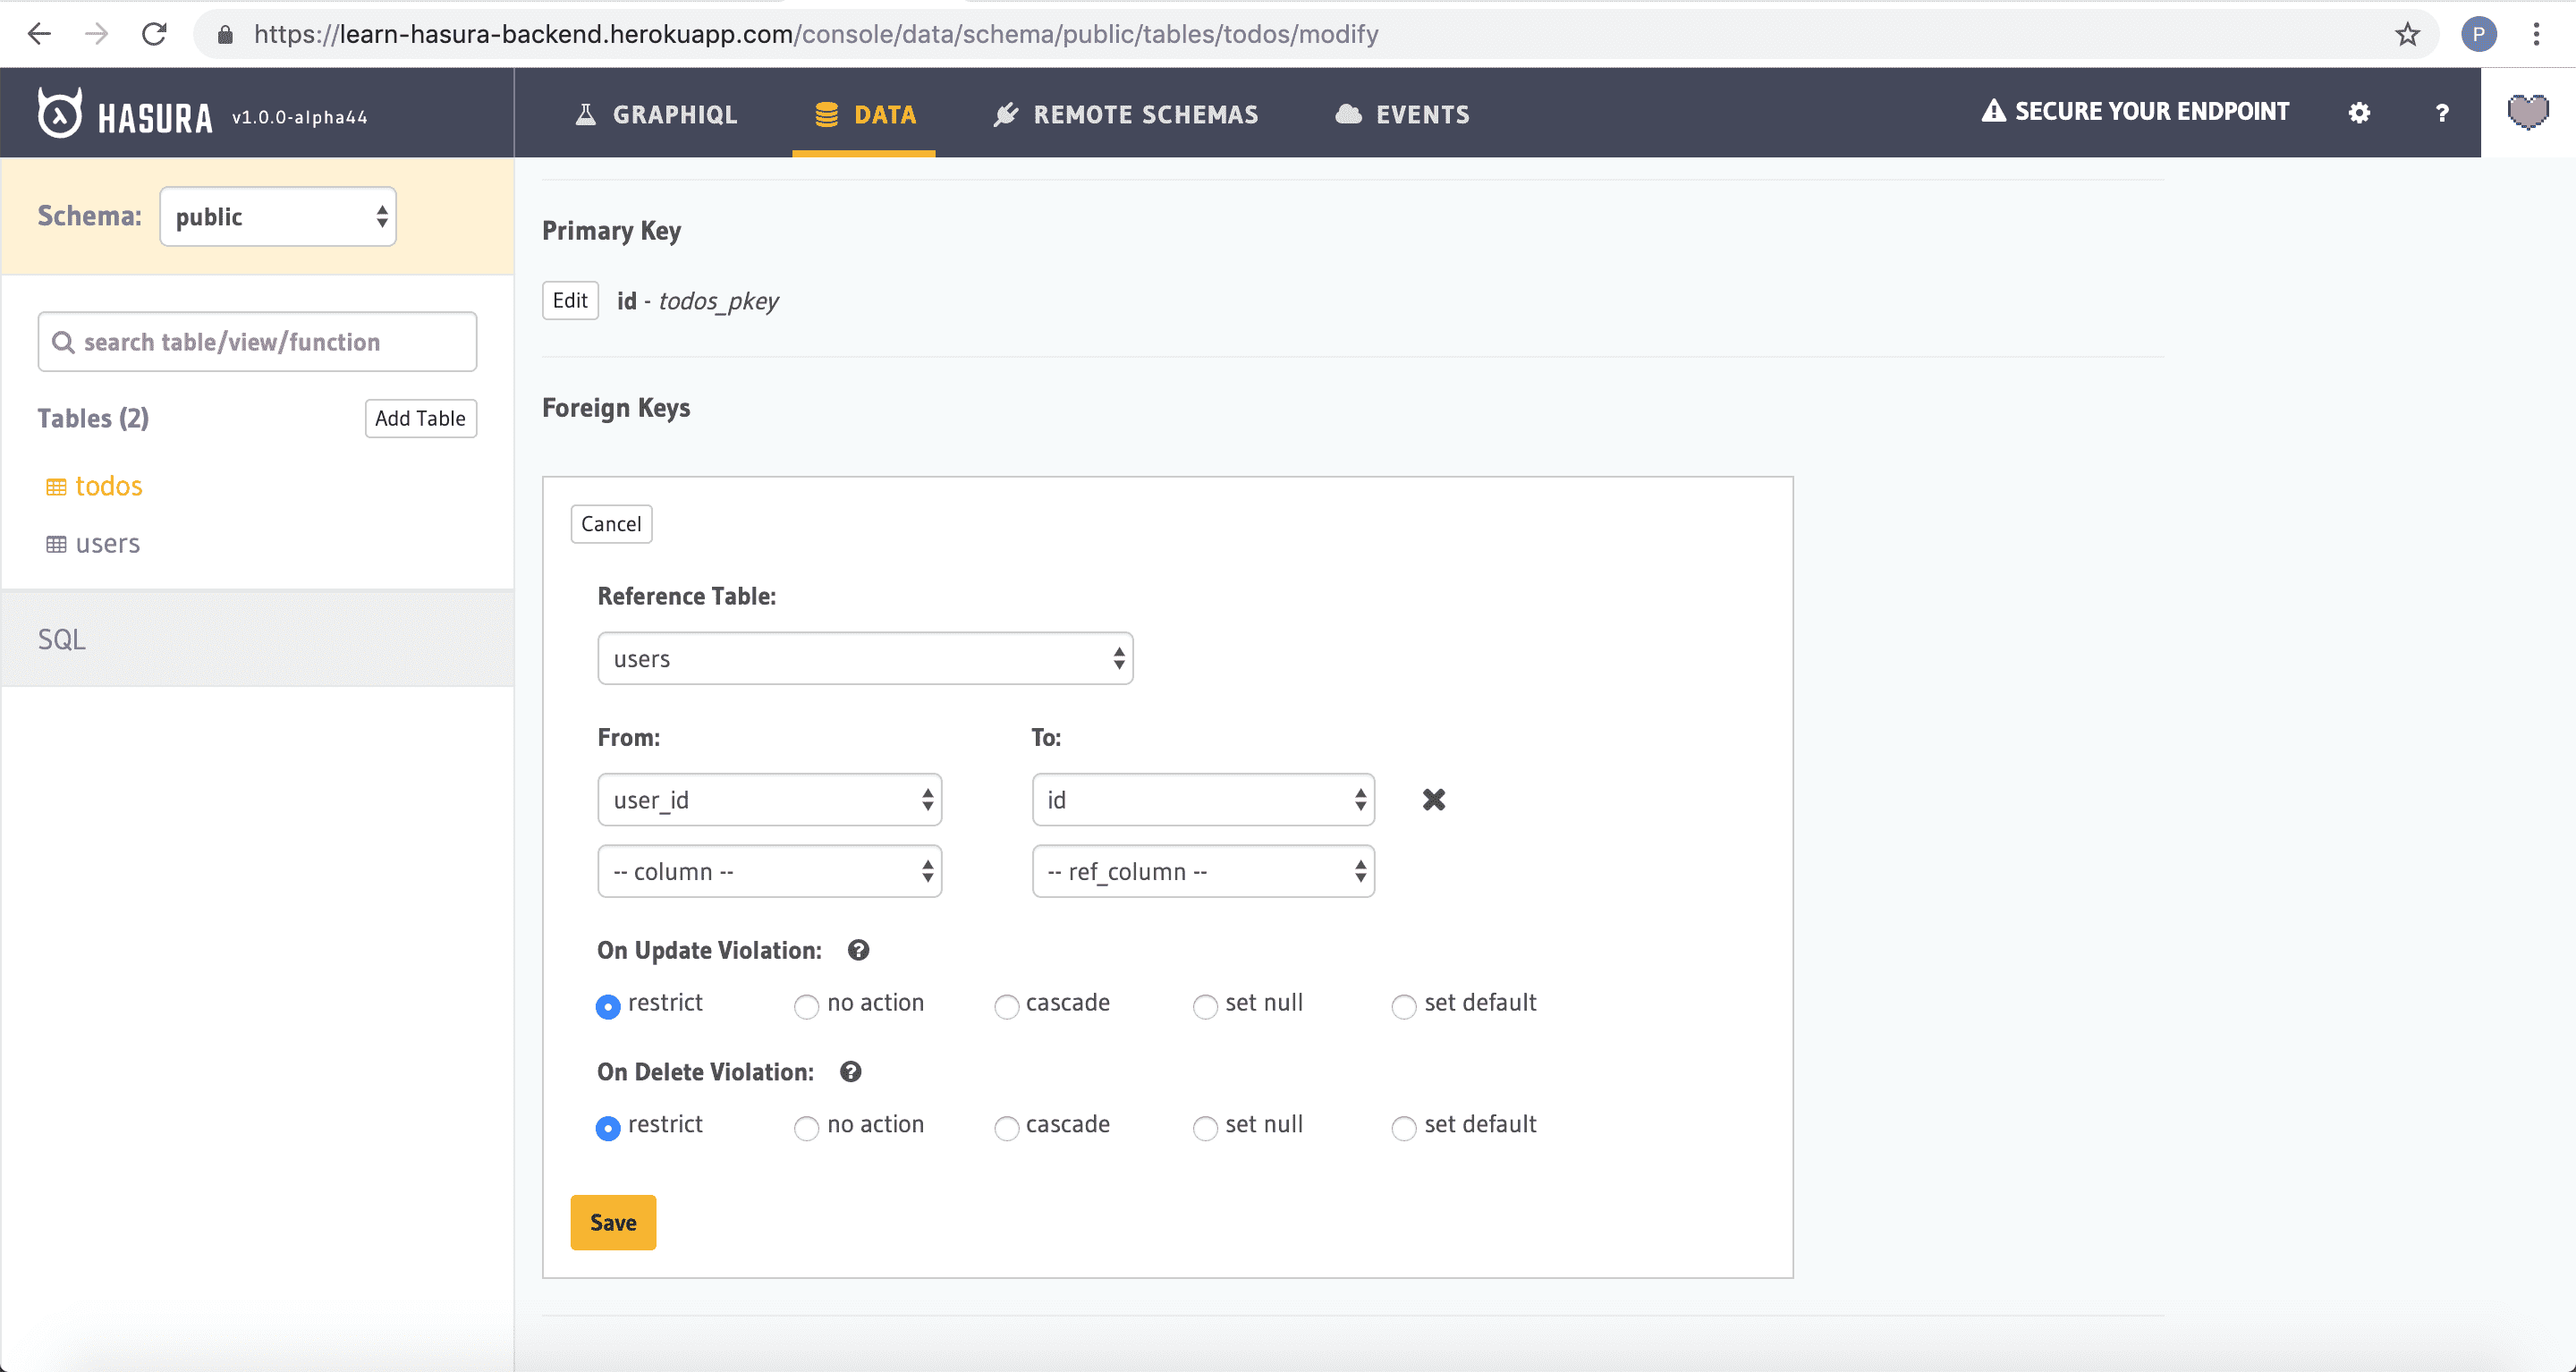 https://learn-hasura-backend.herokuapp.com/console/data/schema/public/tables/todos/modify
P
HASURA v1.0.0-alpha44
GRAPHIQL
DATA
REMOTE SCHEMAS
EVENTS
SECURE YOUR ENDPOINT
?
Schema: public
search table/view/function
Tables (2) Add Table
todos
users
SQL
Primary Key
Edit id - todos_pkey
Foreign Keys
Cancel
Reference Table:
users
From: To:
user_id id
-- column -- -- ref_column --
On Update Violation: ?
restrict no action cascade set null set default
On Delete Violation: ?
restrict no action cascade set null set default
Save